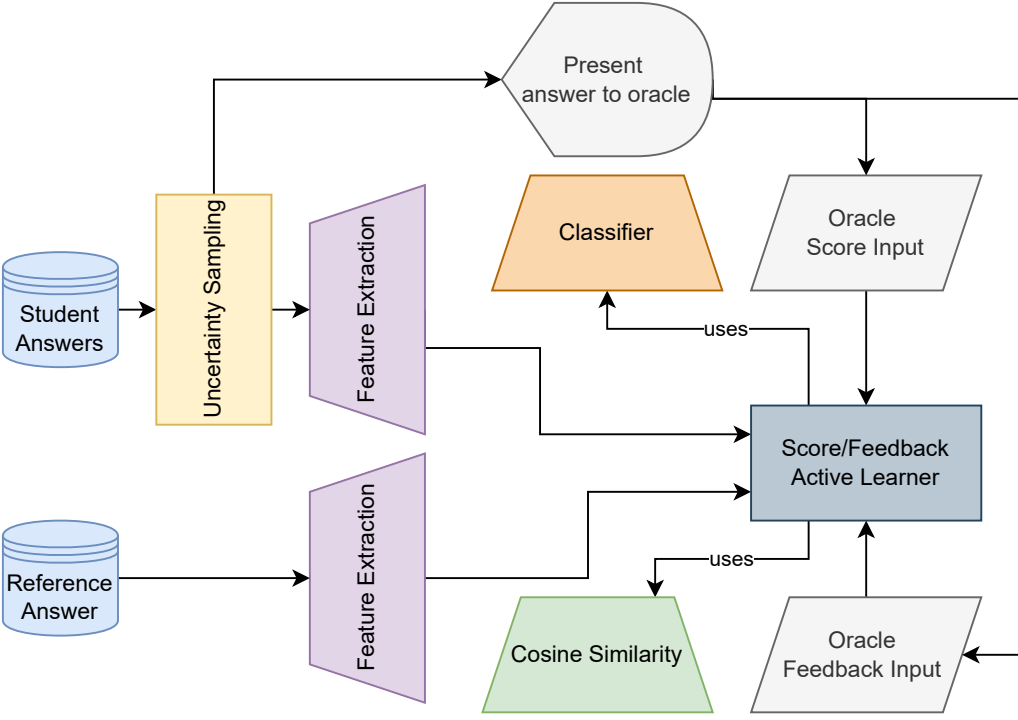 Present
answer to oracle
Uncertainty Sampling
Feature Extraction
Classifier
Oracle
Score Input
Student
Answers
uses
Score/Feedback
Active Learner
Reference
Answer
Feature Extraction
uses
Cosine Similarity
Oracle
Feedback Input